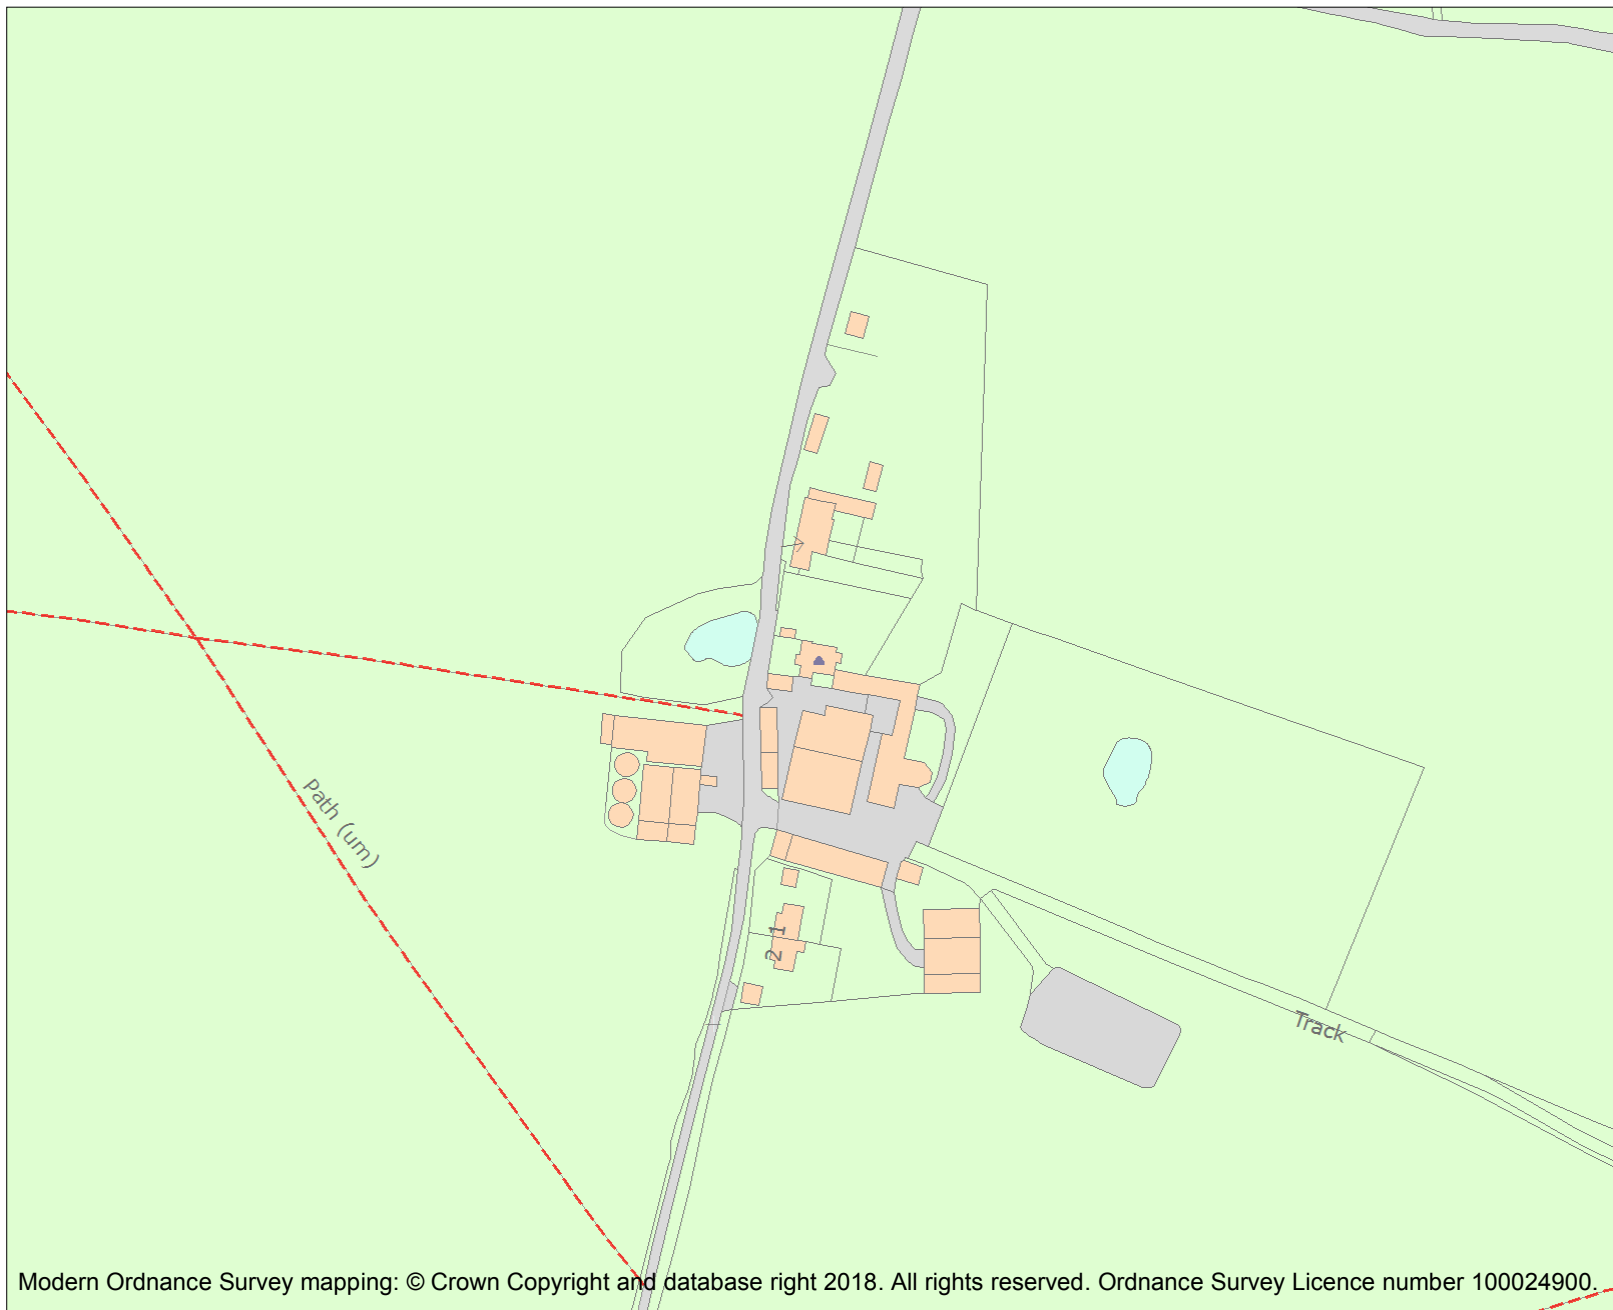 Path (um)
1
2
Track
Modern Ordnance Survey mapping: © Crown Copyright and database right 2018. All rights reserved. Ordnance Survey Licence number 100024900.